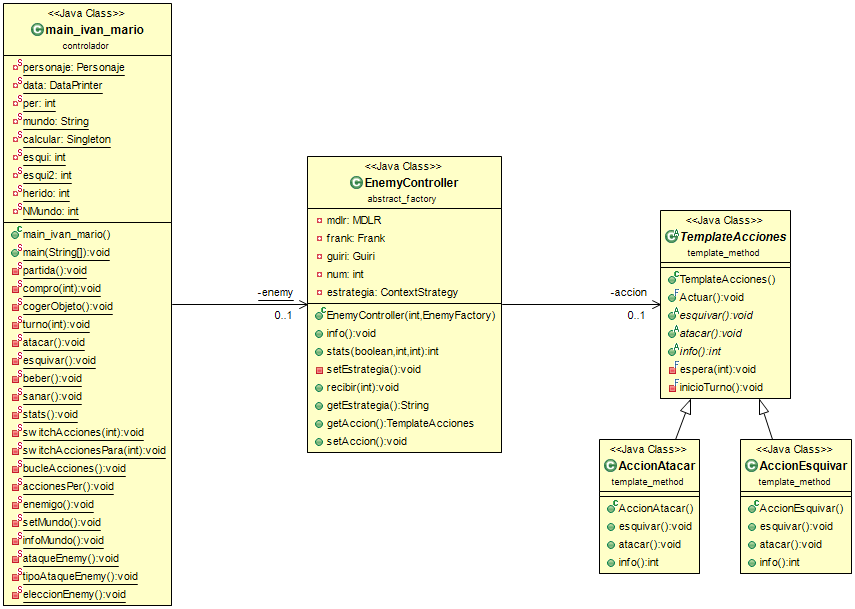 <<Java Class>>
main_ivan_mario
controlador
personaje: Personaje
data: DataPrinter
per: int
mundo: String
calcular: Singleton
esqui: int
esqui2: int
herido: int
NMundo: int
main_ivan_mario()
main(String[]):void
partida():void
compro(int):void
cogerObjeto():void
turno(int):void
atacar():void
esquivar():void
beber():void
sanar():void
stats():void
switchAcciones(int):void
switchAccionesPara(int):void
bucleAcciones():void
accionesPer():void
enemigo():void
setMundo():void
infoMundo():void
ataqueEnemy():void
tipoAtaqueEnemy():void
eleccionEnemy():void
-enemy
0..1
<<Java Class>>
EnemyController
abstract_factory
mdlr: MDLR
frank: Frank
guiri: Guiri
num: int
estrategia: ContextStrategy
EnemyController(int,EnemyFactory)
info():void
stats(boolean,int,int):int
setEstrategia():void
recibir(int):void
getEstrategia():String
getAccion():TemplateAcciones
setAccion():void
-accion
0..1
<<Java Class>>
TemplateAcciones
template_method
TemplateAcciones()
Actuar():void
esquivar():void
atacar():void
info():int
espera(int):void
inicioTurno():void
<<Java Class>>
AccionAtacar
template_method
AccionAtacar()
esquivar():void
atacar():void
info():int
<<Java Class>>
AccionEsquivar
template_method
AccionEsquivar()
esquivar():void
atacar():void
info():int